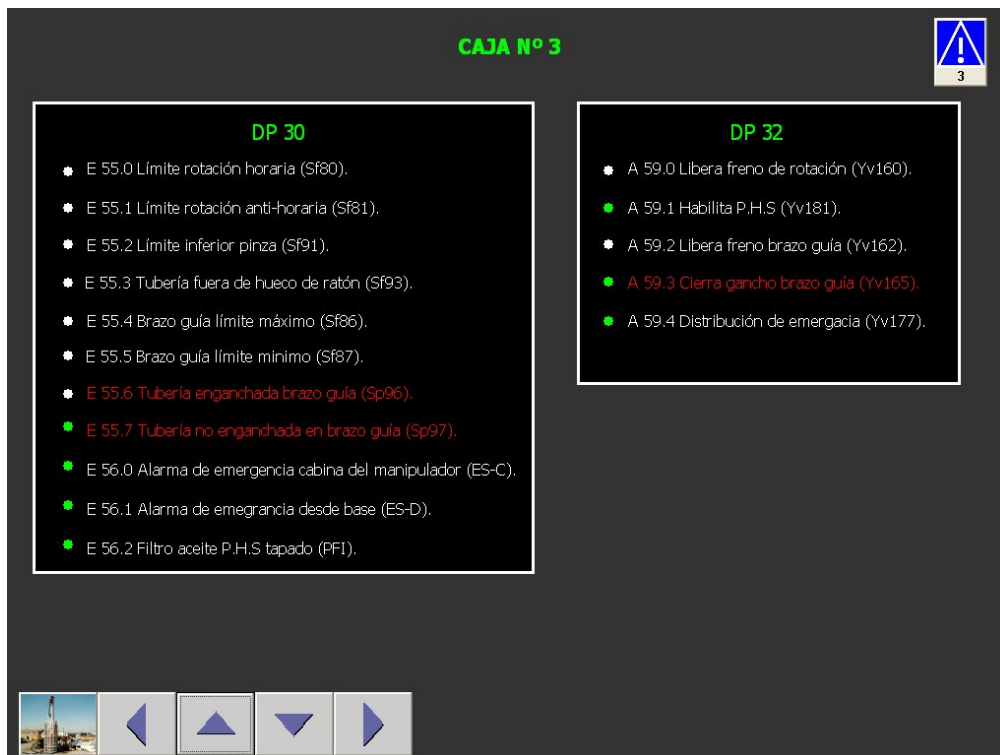 CAJA Nº 3
3
DP 30
E 55.0 Límite rotación horaria (Sf80).
E 55.1 Límite rotación anti-horaria (Sf81).
E 55.2 Límite inferior pinza (Sf91).
E 55.3 Tubería fuera de hueco de ratón (Sf93).
E 55.4 Brazo guía límite máximo (Sf86).
E 55.5 Brazo guía límite minimo (Sf87).
E 55.6 Tubería enganchada brazo guía (Sp96).
E 55.7 Tubería no enganchada en brazo guía (Sp97).
E 56.0 Alarma de emergencia cabina del manipulador (ES-C).
E 56.1 Alarma de emegrancia desde base (ES-D).
E 56.2 Filtro aceite P.H.S tapado (PFI).
DP 32
A 59.0 Libera freno de rotación (Yv160).
A 59.1 Habilita P.H.S (Yv181).
A 59.2 Libera freno brazo guía (Yv162).
A 59.3 Cierra gancho brazo guía (Yv165).
A 59.4 Distribución de emergacia (Yv177).